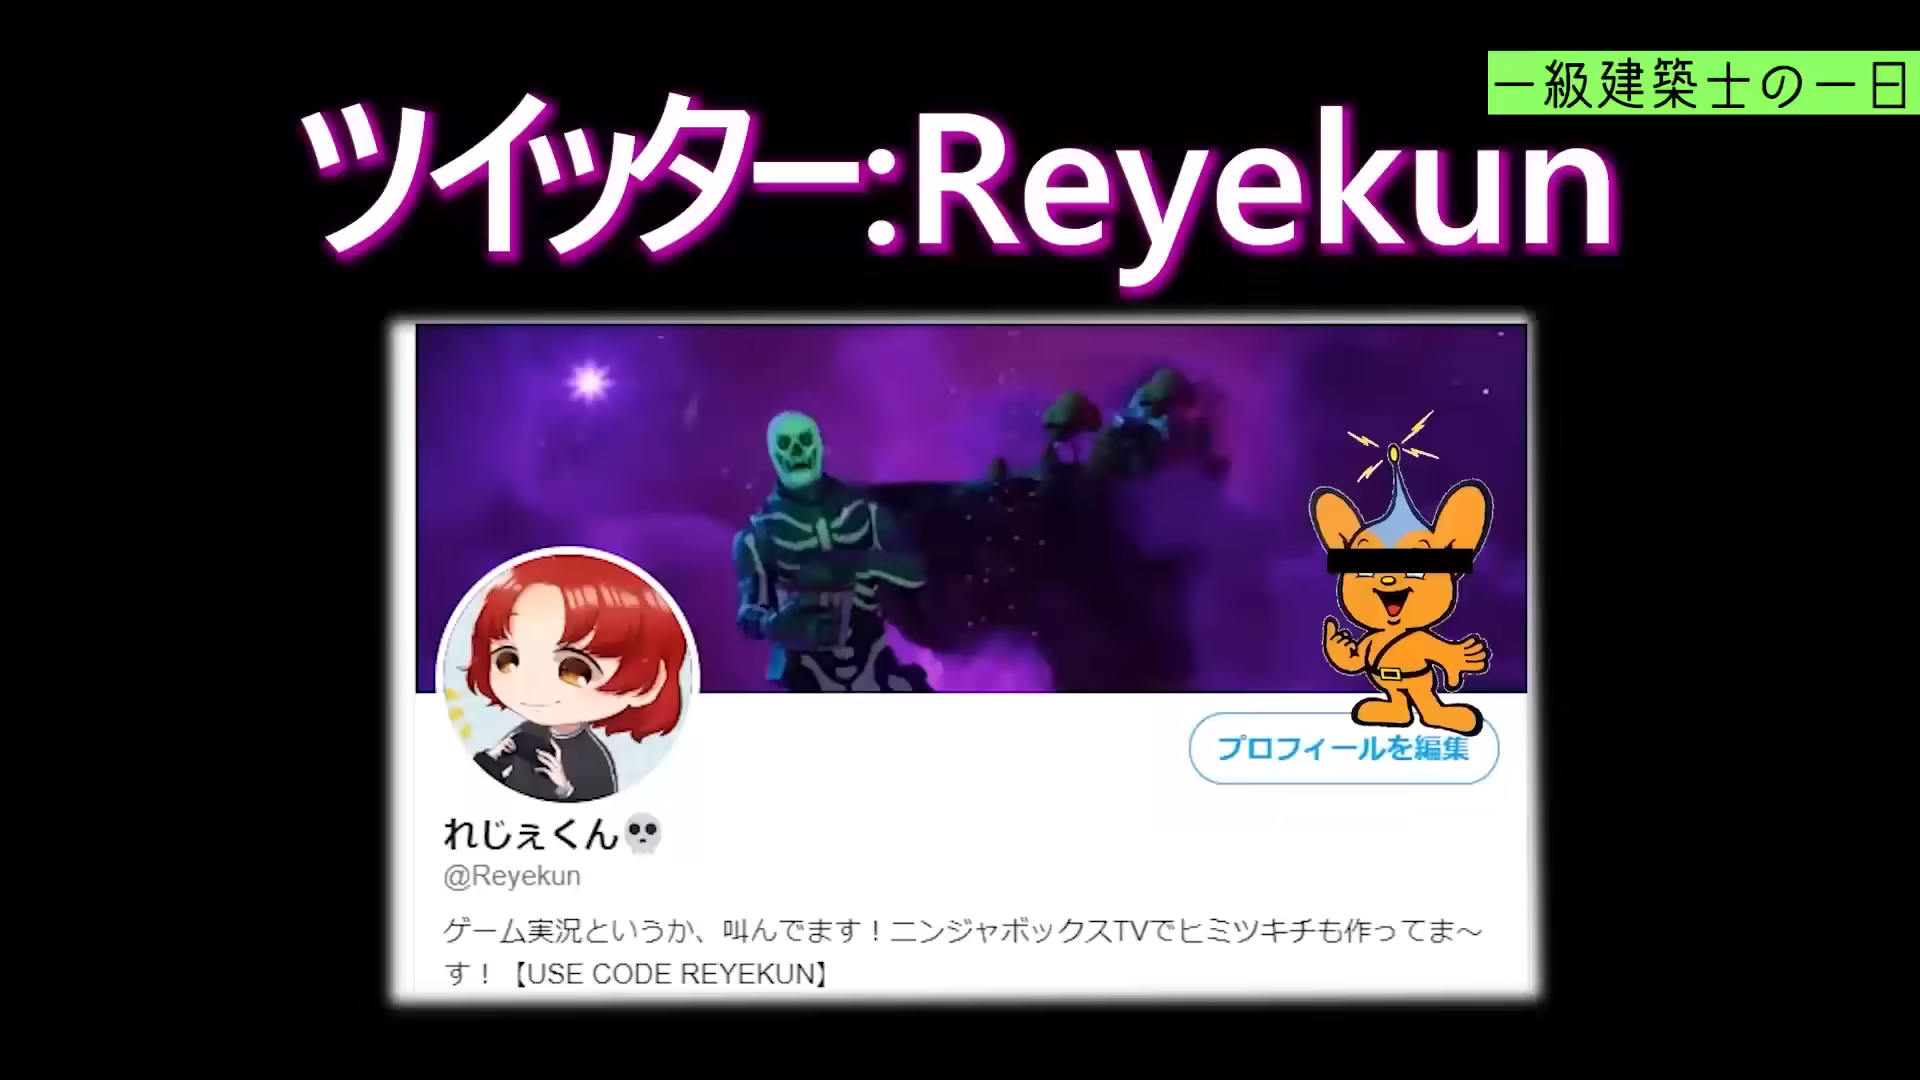 一級建築士の一日
ツイッター:Reyekun
プロフィールを編集
れじぇくん
@Reyekun
ゲーム実況というか、叫んでます！ニンジャボックスTVでヒミツキチも作ってま〜
す！【USE CODE REYEKUN】